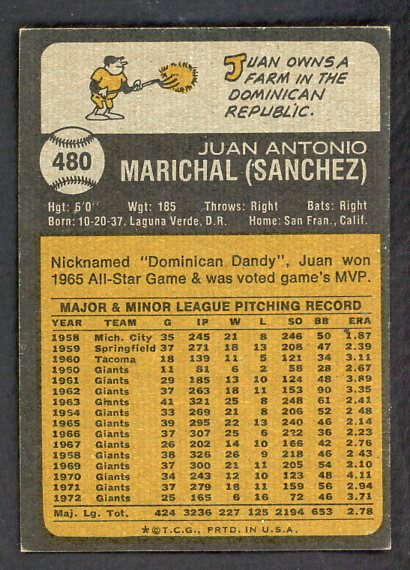 JUAN OWNS A
FARM IN THE
DOMINICAN
REPUBLIC.
480
JUAN ANTONIO
MARICHAL (SANCHEZ)
Hgt: 6'0" Wgt: 185 Throws: Right Bats: Right
Born: 10-20-37, Laguna Verde, D.R. Home: San Fran., Calif.
Nicknamed "Dominican Dandy", Juan won
1965 All-Star Game & was voted game's MVP.
MAJOR & MINOR LEAGUE PITCHING RECORD
YEAR TEAM G IP W L SO BB ERA
1958 Mich. City 35 245 21 8 246 50 1.87
1959 Springfield 37 271 18 13 208 47 2.39
1960 Tacoma 18 139 11 5 121 34 3.11
1960 Giants 11 81 6 2 58 28 2.67
1961 Giants 29 185 13 10 124 48 3.89
1962 Giants 37 263 18 11 153 90 3.35
1963 Giants 41 321 25 8 248 61 2.41
1964 Giants 33 269 21 8 206 52 2.48
1965 Giants 39 295 22 13 240 46 2.14
1966 Giants 37 307 25 6 222 36 2.23
1967 Giants 26 202 14 10 166 42 2.76
1968 Giants 38 326 26 9 218 46 2.43
1969 Giants 37 300 21 11 205 54 2.10
1970 Giants 34 243 12 10 123 48 4.11
1971 Giants 37 279 18 11 159 56 2.94
1972 Giants 25 165 6 16 72 46 3.71
Maj. Lg. Tot. 424 3236 227 125 2194 653 2.78
*©T.C.G., PRTD. IN U.S.A.